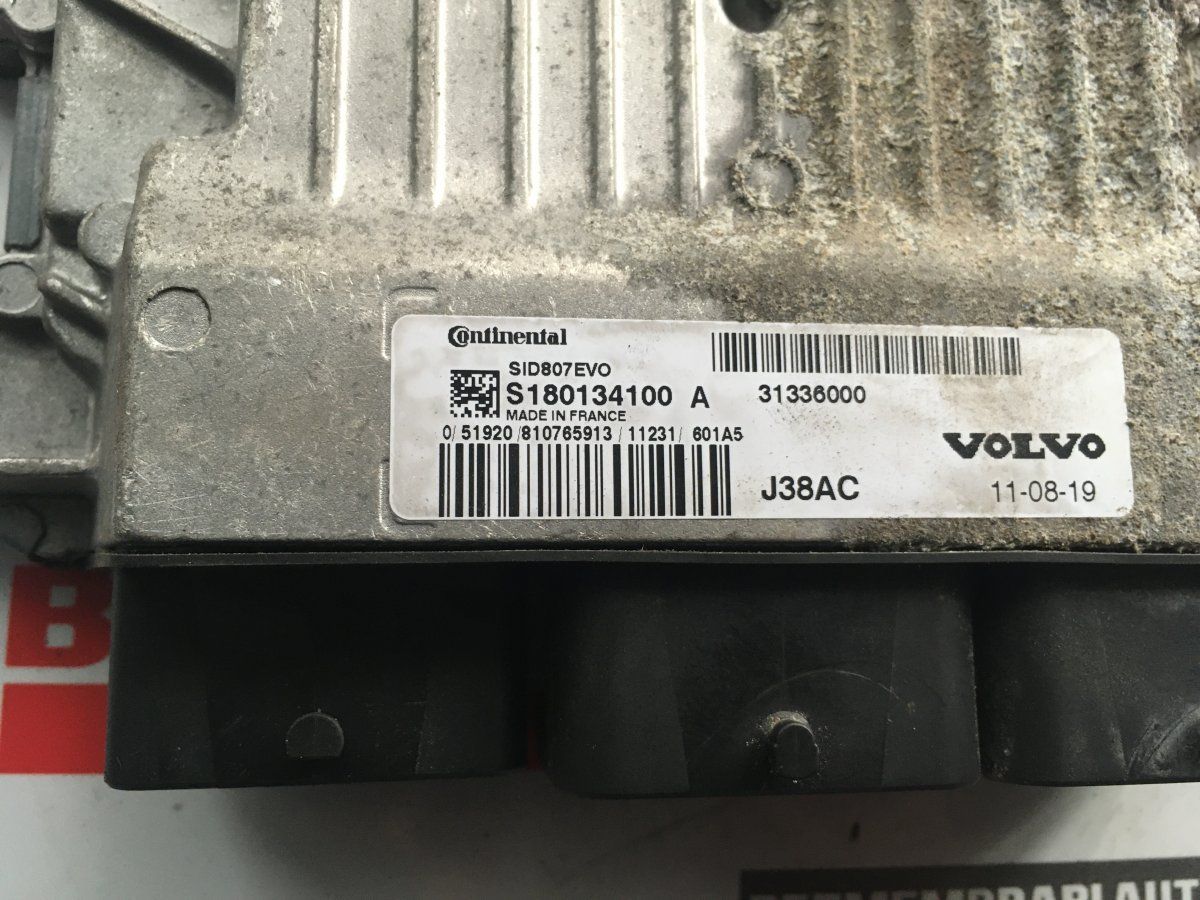 Continental
SID807EVO
S180134100 A
31336000
MADE IN FRANCE
0/ 51920 /810765913 / 11231/ 601A5
VOLVO
J38AC
11-08-19
B